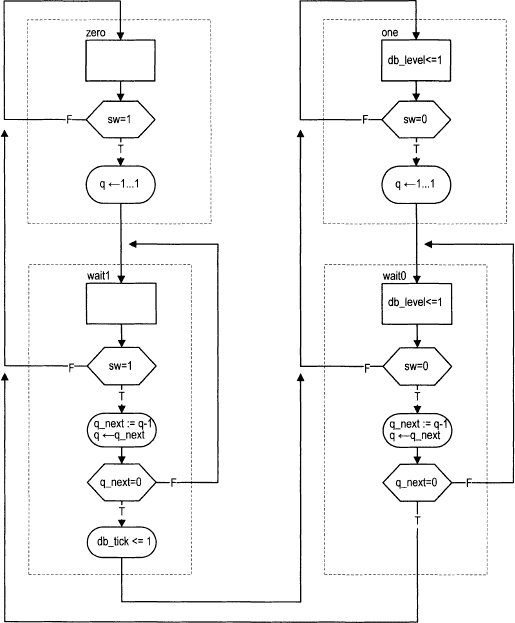 zero
F
sw=1
T
q ←1...1
wait1
F
sw=1
T
q_next := q-1
q ←q_next
q_next=0
F
T
db_tick <= 1
one
db_level<=1
F
sw=0
T
q ←1...1
wait0
db_level<=1
F
sw=0
T
q_next := q-1
q ←q_next
q_next=0
F
T